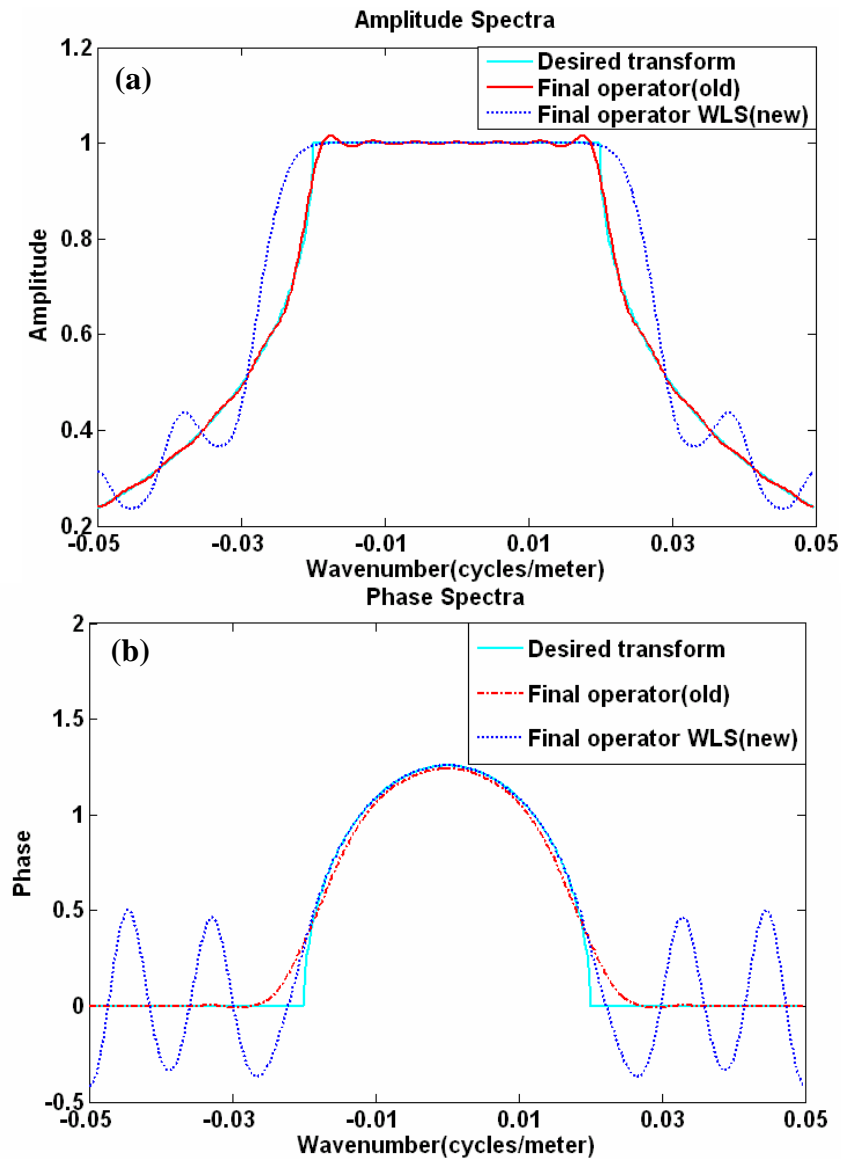 Amplitude Spectra
1.2
1
0.8
0.6
0.4
0.2
Amplitude
(a)
Desired transform
Final operator(old)
Final operator WLS(new)
-0.05
-0.03
-0.01
0.01
0.03
0.05
Wavenumber(cycles/meter)
Phase Spectra
2
1.5
1
0.5
0
-0.5
Phase
(b)
Desired transform
Final operator(old)
Final operator WLS(new)
-0.05
-0.03
-0.01
0.01
0.03
0.05
Wavenumber(cycles/meter)